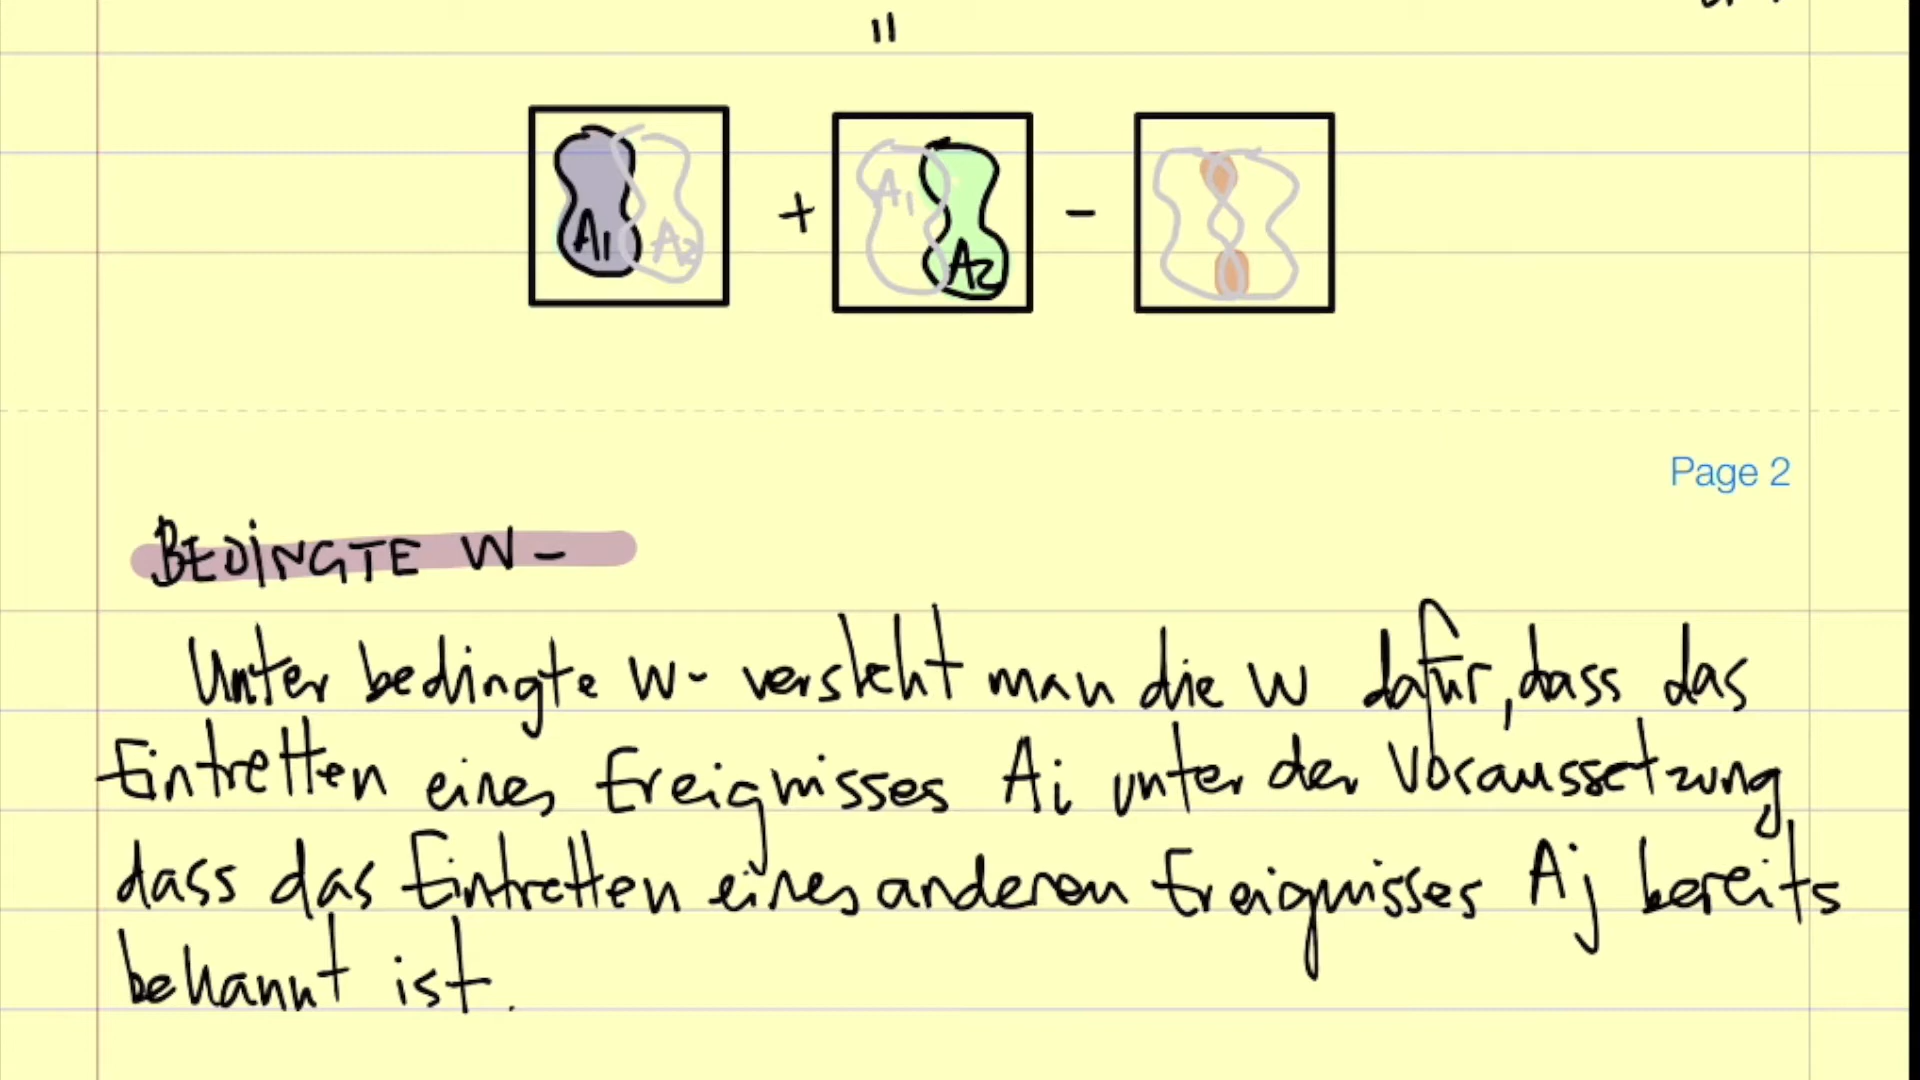 "
A1 A2 + A1 A2 -
Page 2
BEDINGTE W-
Unter bedingte W- versteht man die W dafür, dass das
Eintretten eines Ereignisses Ai unter der Voraussetzung
dass das Eintretten eines anderen Ereignisses Aj bereits
bekannt ist.